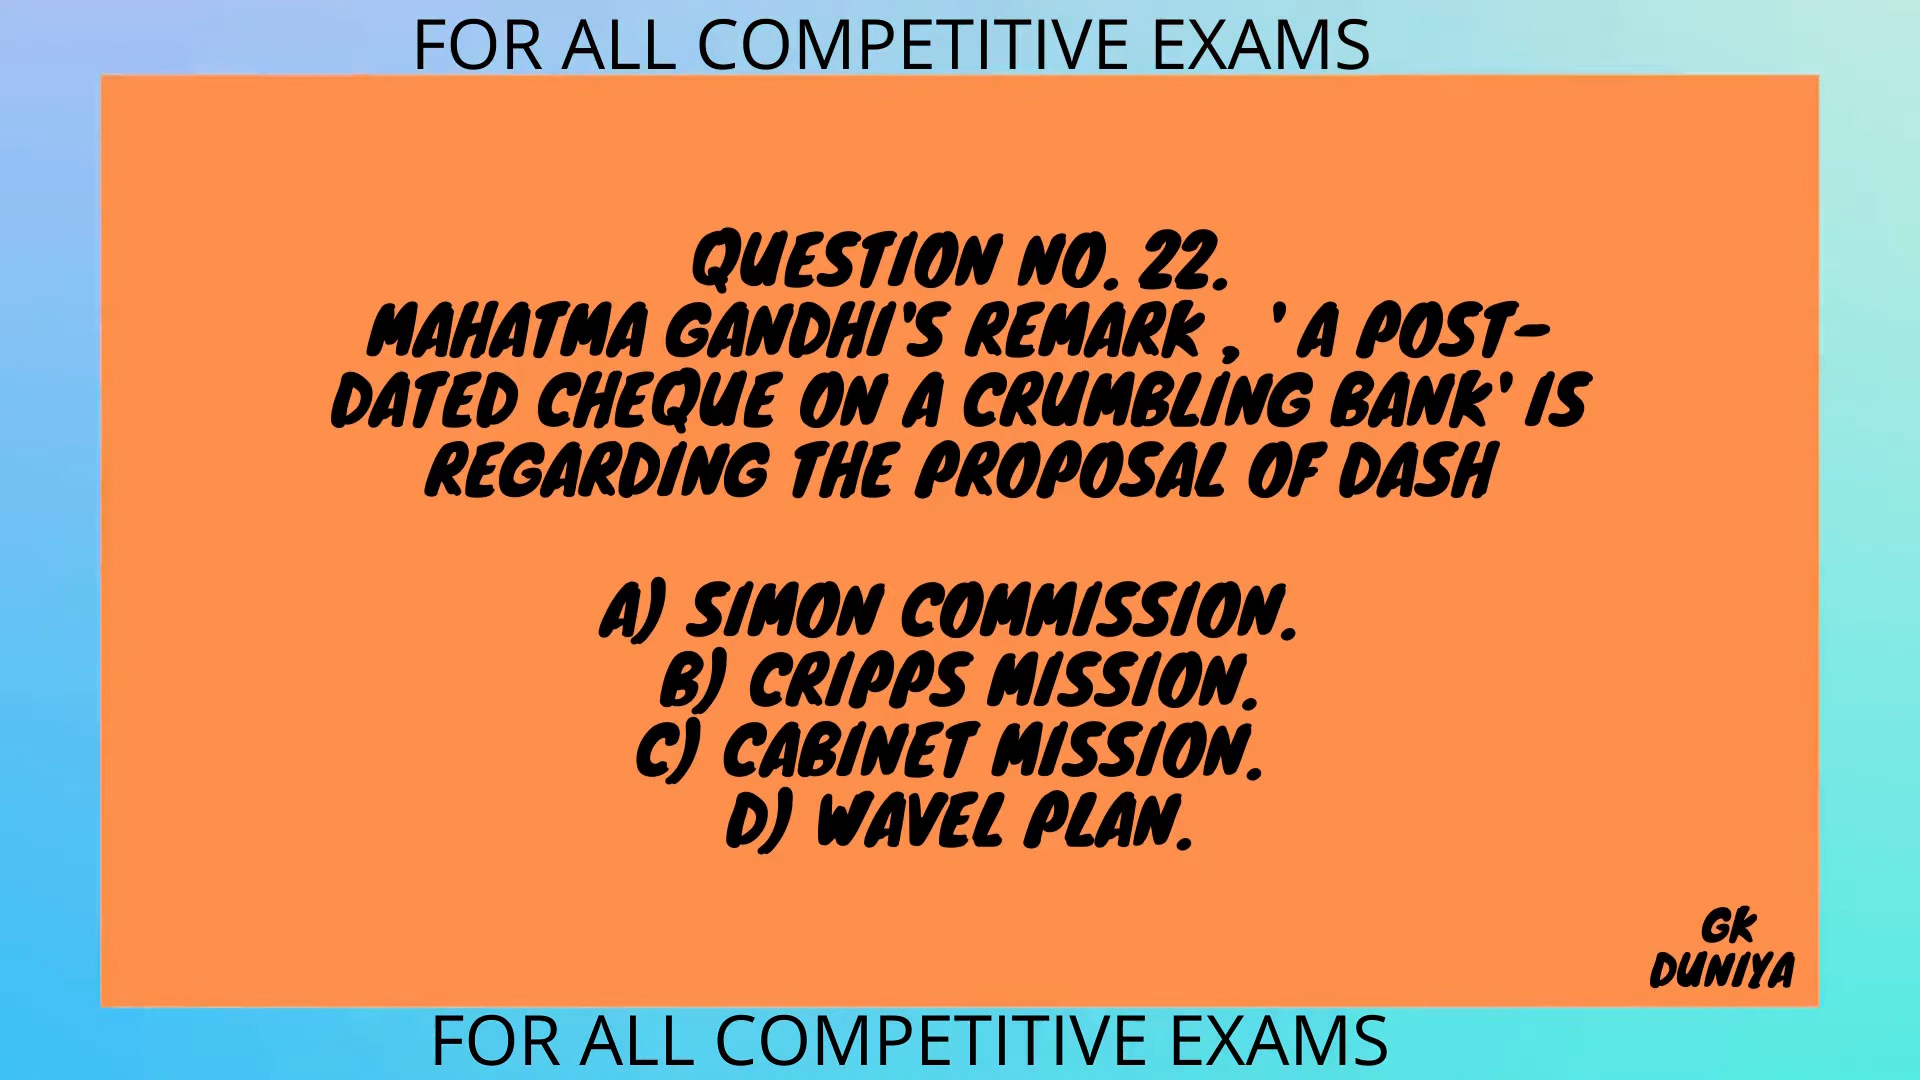 FOR ALL COMPETITIVE EXAMS
QUESTION NO. 22.
MAHATMA GANDHI'S REMARK , ' A POST-
DATED CHEQUE ON A CRUMBLING BANK' IS
REGARDING THE PROPOSAL OF DASH
A) SIMON COMMISSION.
B) CRIPPS MISSION.
C) CABINET MISSION.
D) WAVEL PLAN.
GK
DUNIYA
FOR ALL COMPETITIVE EXAMS